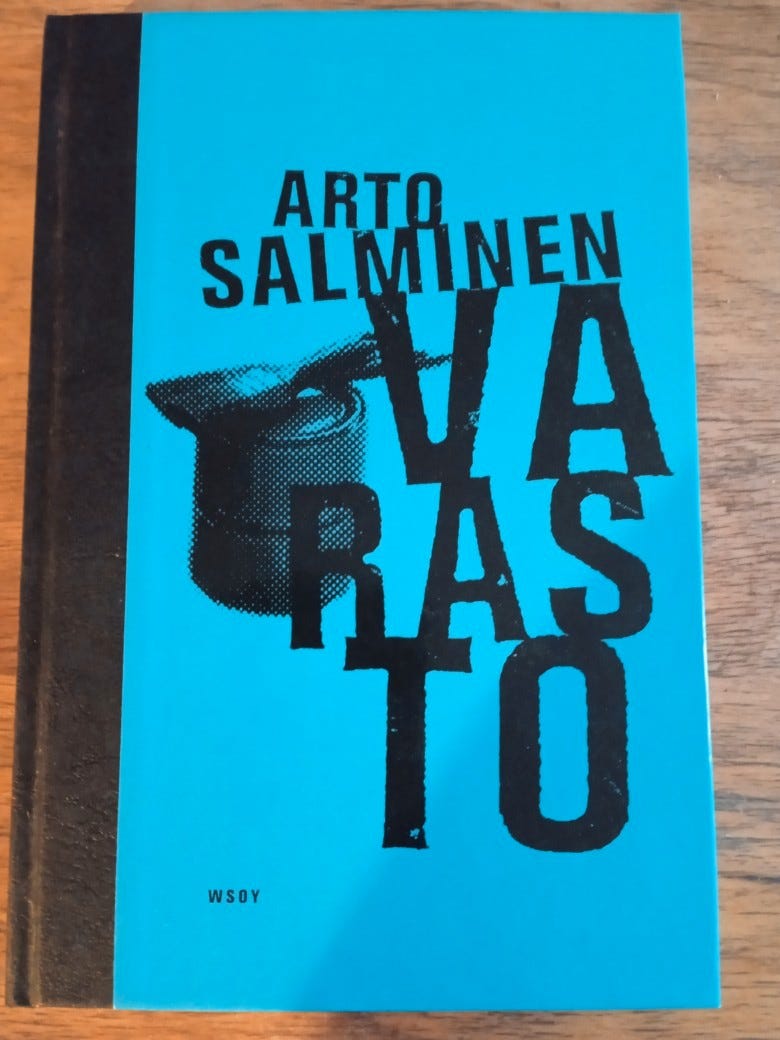 ARTO
SALMINEN
VA
RAS
TO
WSOY